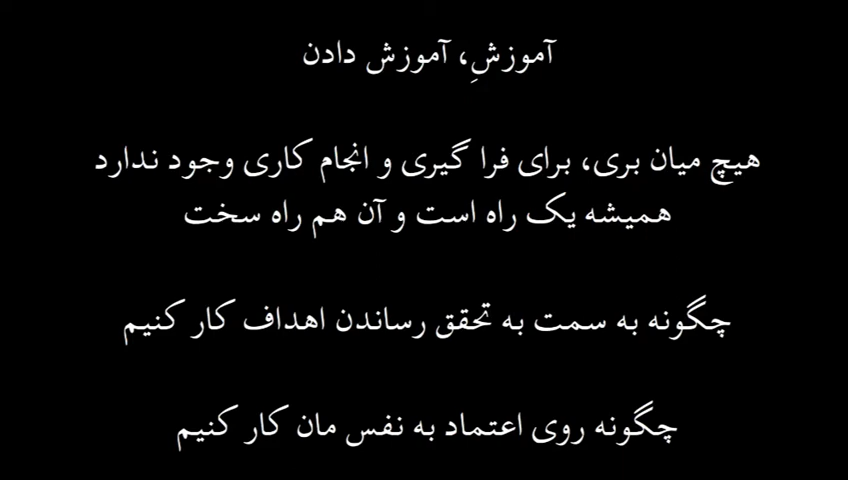 آموزشِ، آموزش دادن
هیچ میان بری، برای فرا گیری و انجام کاری وجود ندارد
همیشه یک راه است و آن هم راه سخت
چگونه به سمت به تحقق رساندن اهداف کار کنیم
چگونه روی اعتماد به نفس مان کار کنیم